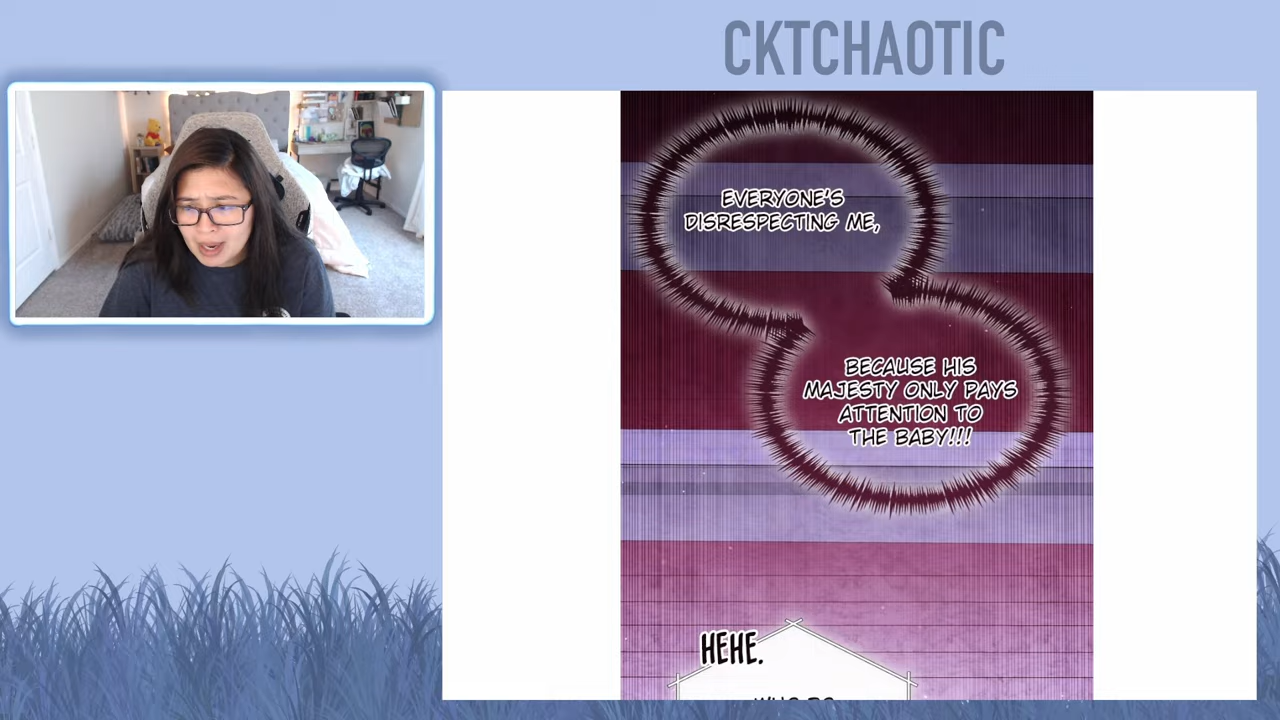 CKTCHAOTIC
EVERYONE'S
DISRESPECTING ME,
BECAUSE HIS
MAJESTY ONLY PAYS
ATTENTION TO
THE BABY!!!
HEHE.